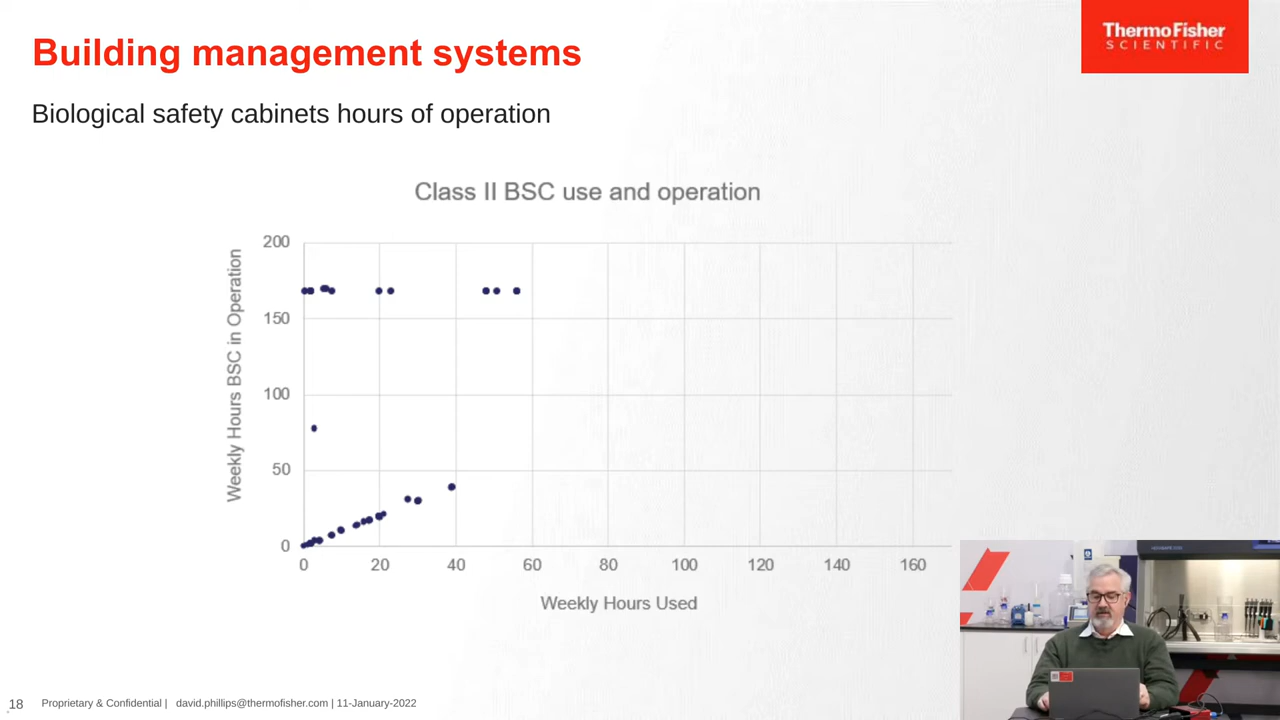 Building management systems
ThermoFisher
SCIENTIFIC
Biological safety cabinets hours of operation
Class II BSC use and operation
Weekly Hours BSC in Operation
200
150
100
50
0
0 20 40 60 80 100 120 140 160
Weekly Hours Used
18 Proprietary & Confidential | david.phillips@thermofisher.com | 11-January-2022